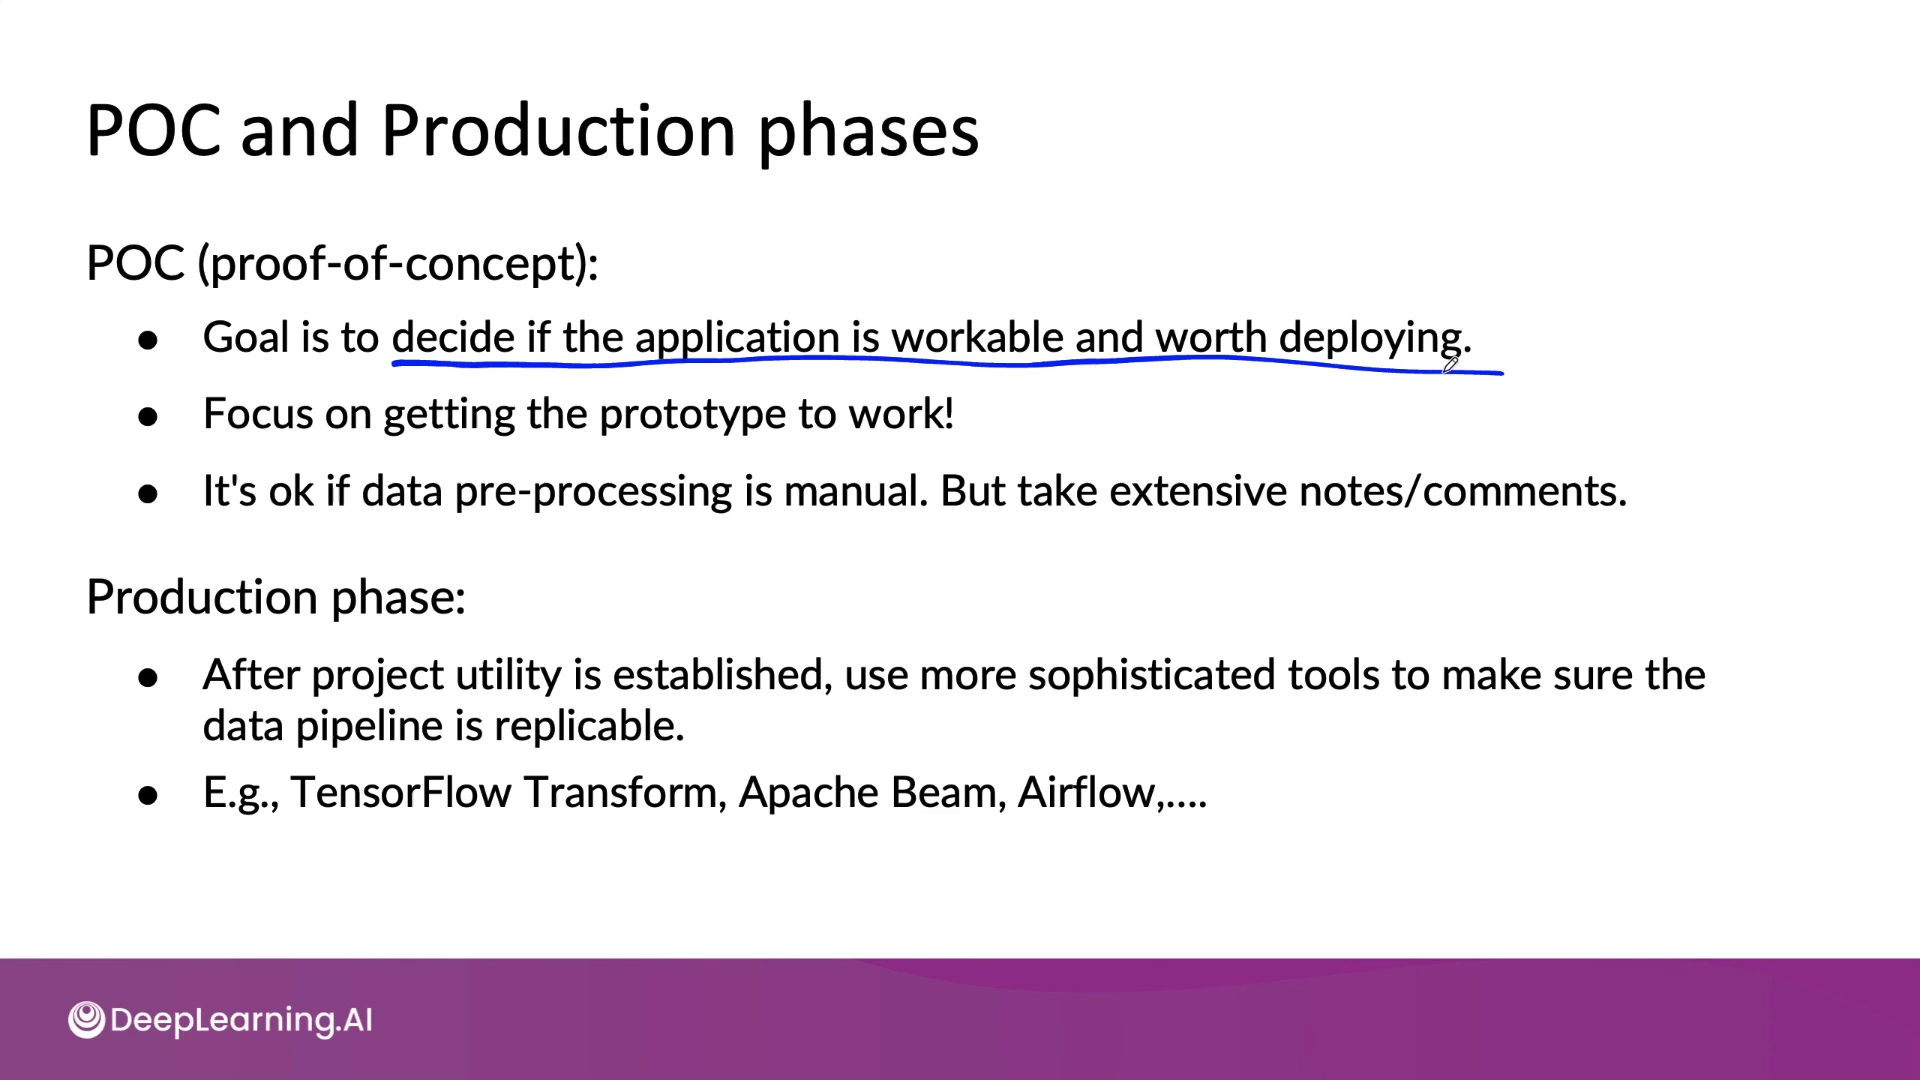 POC and Production phases
POC (proof-of-concept):
● Goal is to decide if the application is workable and worth deploying.
● Focus on getting the prototype to work!
● It's ok if data pre-processing is manual. But take extensive notes/comments.
Production phase:
● After project utility is established, use more sophisticated tools to make sure the
data pipeline is replicable.
● E.g., TensorFlow Transform, Apache Beam, Airflow,....
DeepLearning.AI